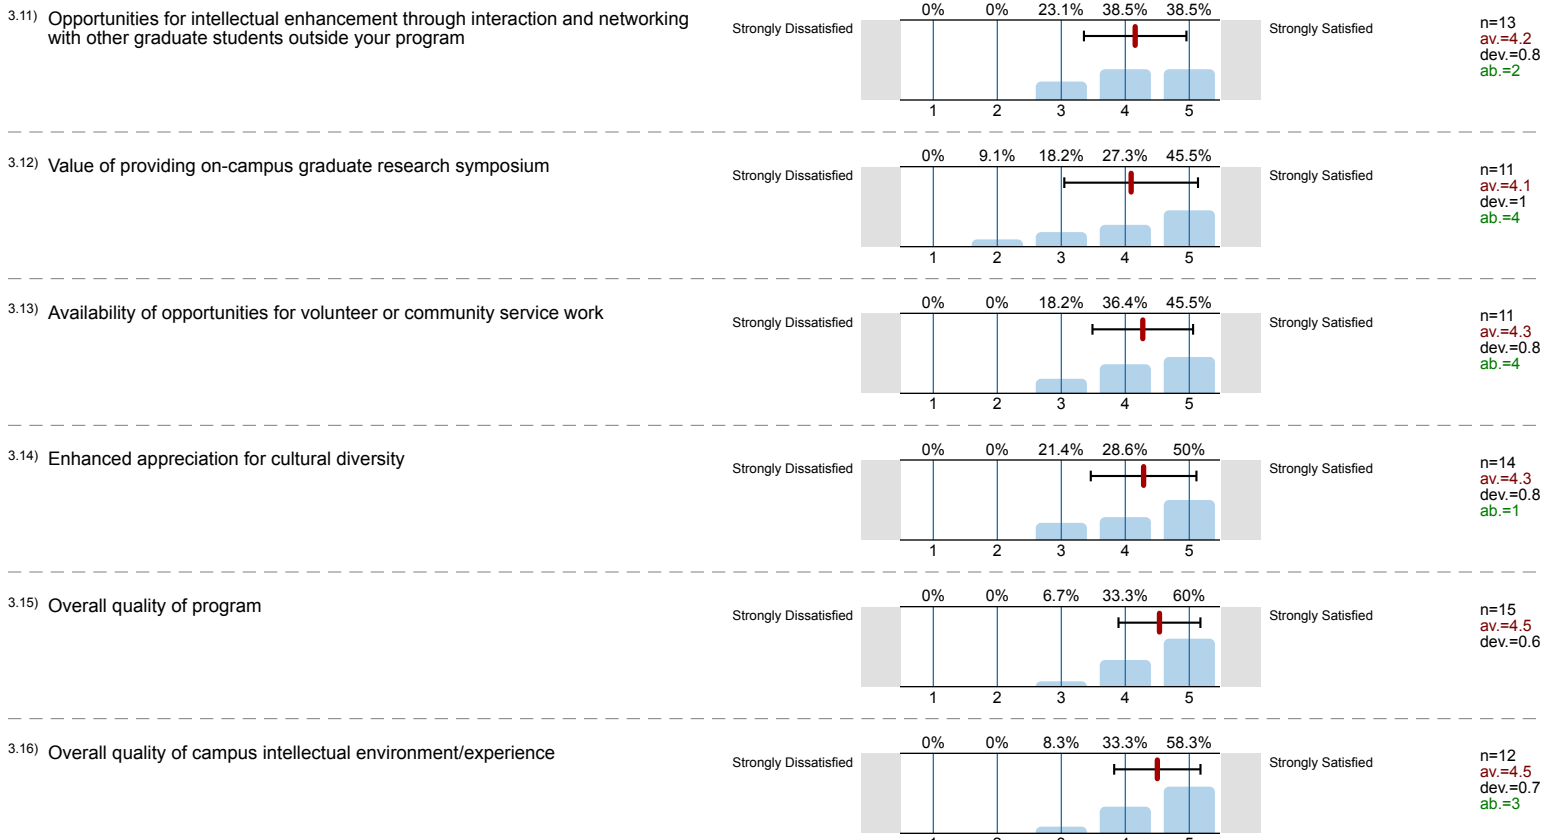 3.11) Opportunities for intellectual enhancement through interaction and networking
with other graduate students outside your program
Strongly Dissatisfied
0% 0% 23.1% 38.5% 38.5%
1 2 3 4 5
Strongly Satisfied
n=13
av.=4.2
dev.=0.8
ab.=2
3.12) Value of providing on-campus graduate research symposium
Strongly Dissatisfied
0% 9.1% 18.2% 27.3% 45.5%
1 2 3 4 5
Strongly Satisfied
n=11
av.=4.1
dev.=1
ab.=4
3.13) Availability of opportunities for volunteer or community service work
Strongly Dissatisfied
0% 0% 18.2% 36.4% 45.5%
1 2 3 4 5
Strongly Satisfied
n=11
av.=4.3
dev.=0.8
ab.=4
3.14) Enhanced appreciation for cultural diversity
Strongly Dissatisfied
0% 0% 21.4% 28.6% 50%
1 2 3 4 5
Strongly Satisfied
n=14
av.=4.3
dev.=0.8
ab.=1
3.15) Overall quality of program
Strongly Dissatisfied
0% 0% 6.7% 33.3% 60%
1 2 3 4 5
Strongly Satisfied
n=15
av.=4.5
dev.=0.6
3.16) Overall quality of campus intellectual environment/experience
Strongly Dissatisfied
0% 0% 8.3% 33.3% 58.3%
Strongly Satisfied
n=12
av.=4.5
dev.=0.7
ab.=3